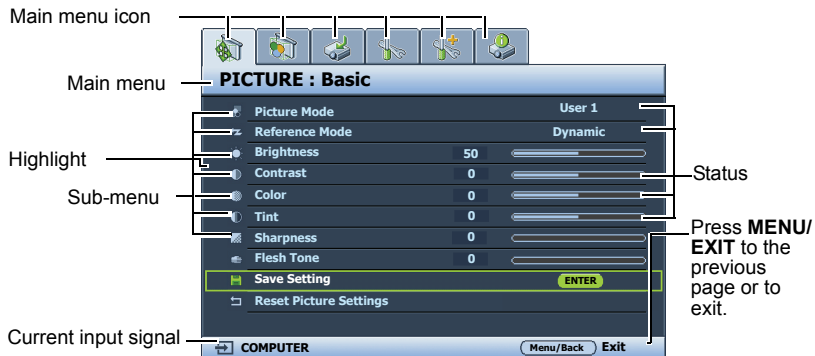 Main menu icon
Main menu
PICTURE : Basic
Picture Mode User 1
Reference Mode Dynamic
Brightness 50
Highlight
Contrast 0
Status
Sub-menu
Color 0
Tint 0
Sharpness 0
Flesh Tone 0
Save Setting ENTER
Reset Picture Settings
Press MENU/
EXIT to the
previous
page or to
exit.
Current input signal
COMPUTER Menu/Back Exit